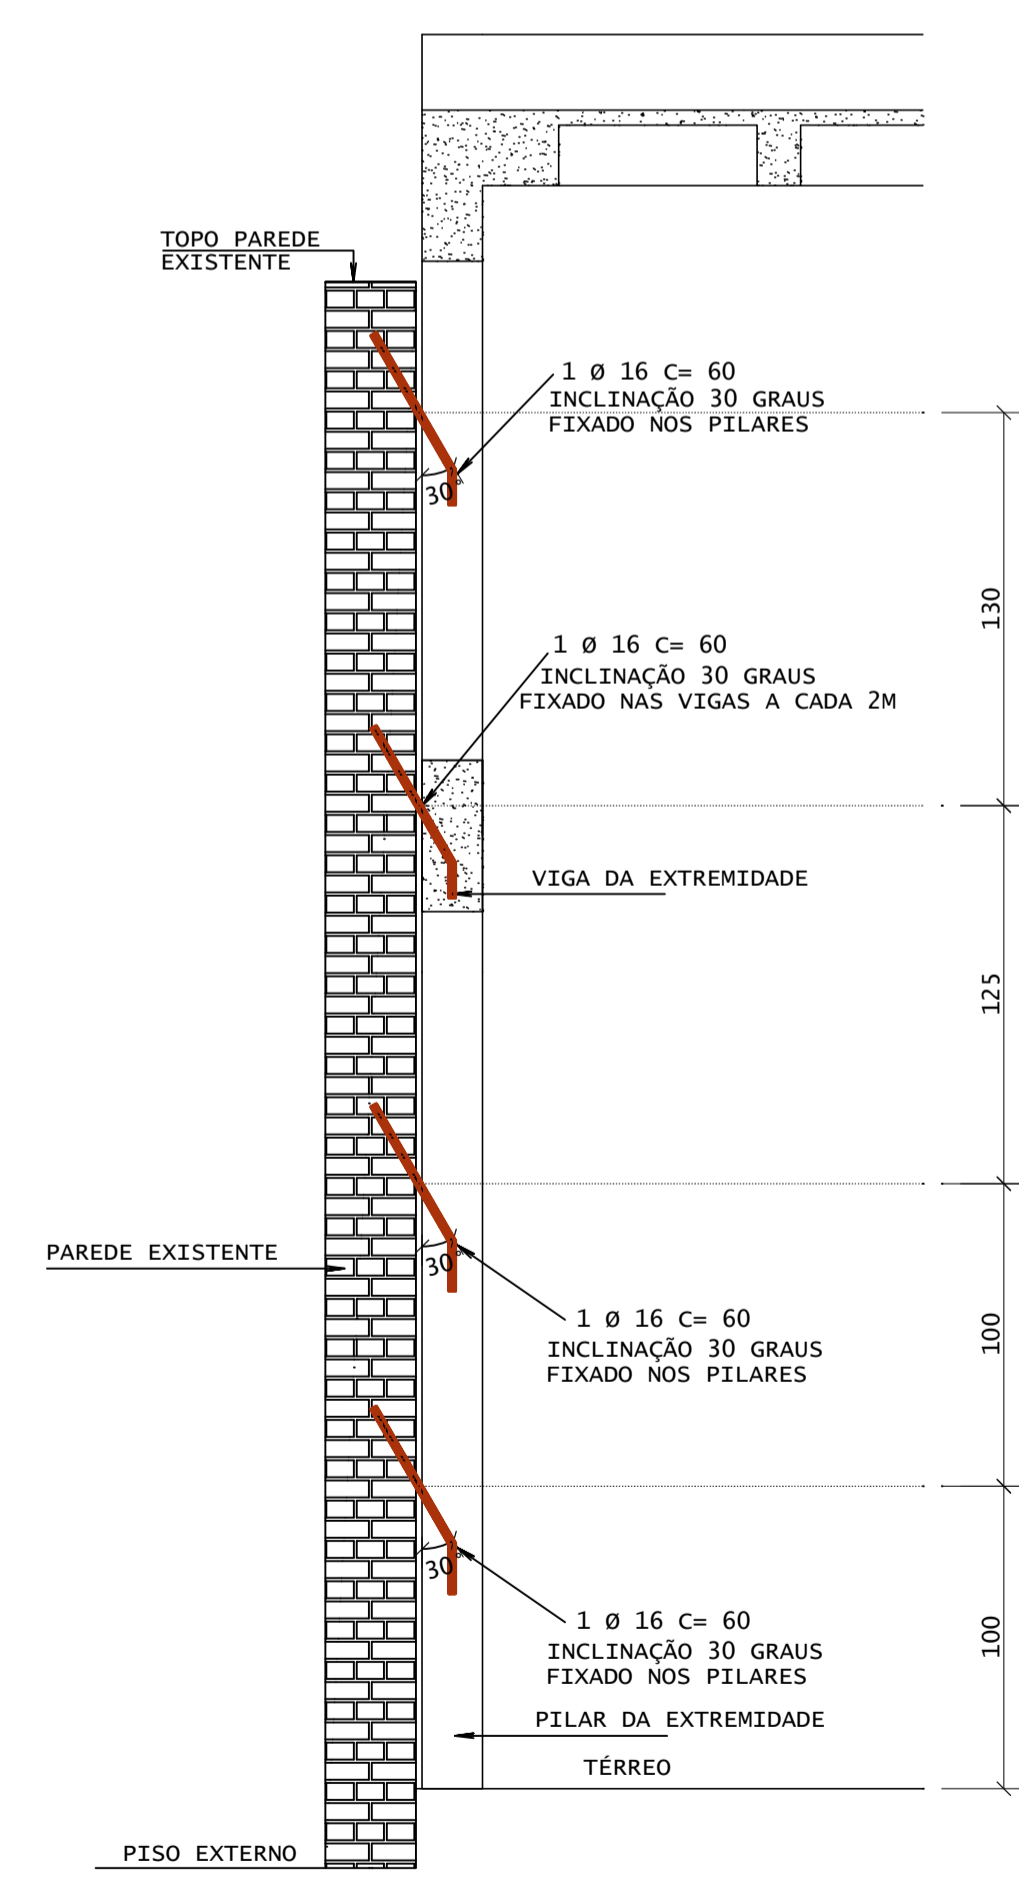 TOPO PAREDE
EXISTENTE
1 Ø 16 C= 60
INCLINAÇÃO 30 GRAUS
FIXADO NOS PILARES
30°
130
1 Ø 16 C= 60
INCLINAÇÃO 30 GRAUS
FIXADO NAS VIGAS A CADA 2M
VIGA DA EXTREMIDADE
125
PAREDE EXISTENTE
30°
1 Ø 16 C= 60
INCLINAÇÃO 30 GRAUS
FIXADO NOS PILARES
100
30°
1 Ø 16 C= 60
INCLINAÇÃO 30 GRAUS
FIXADO NOS PILARES
100
PILAR DA EXTREMIDADE
TÉRREO
PISO EXTERNO